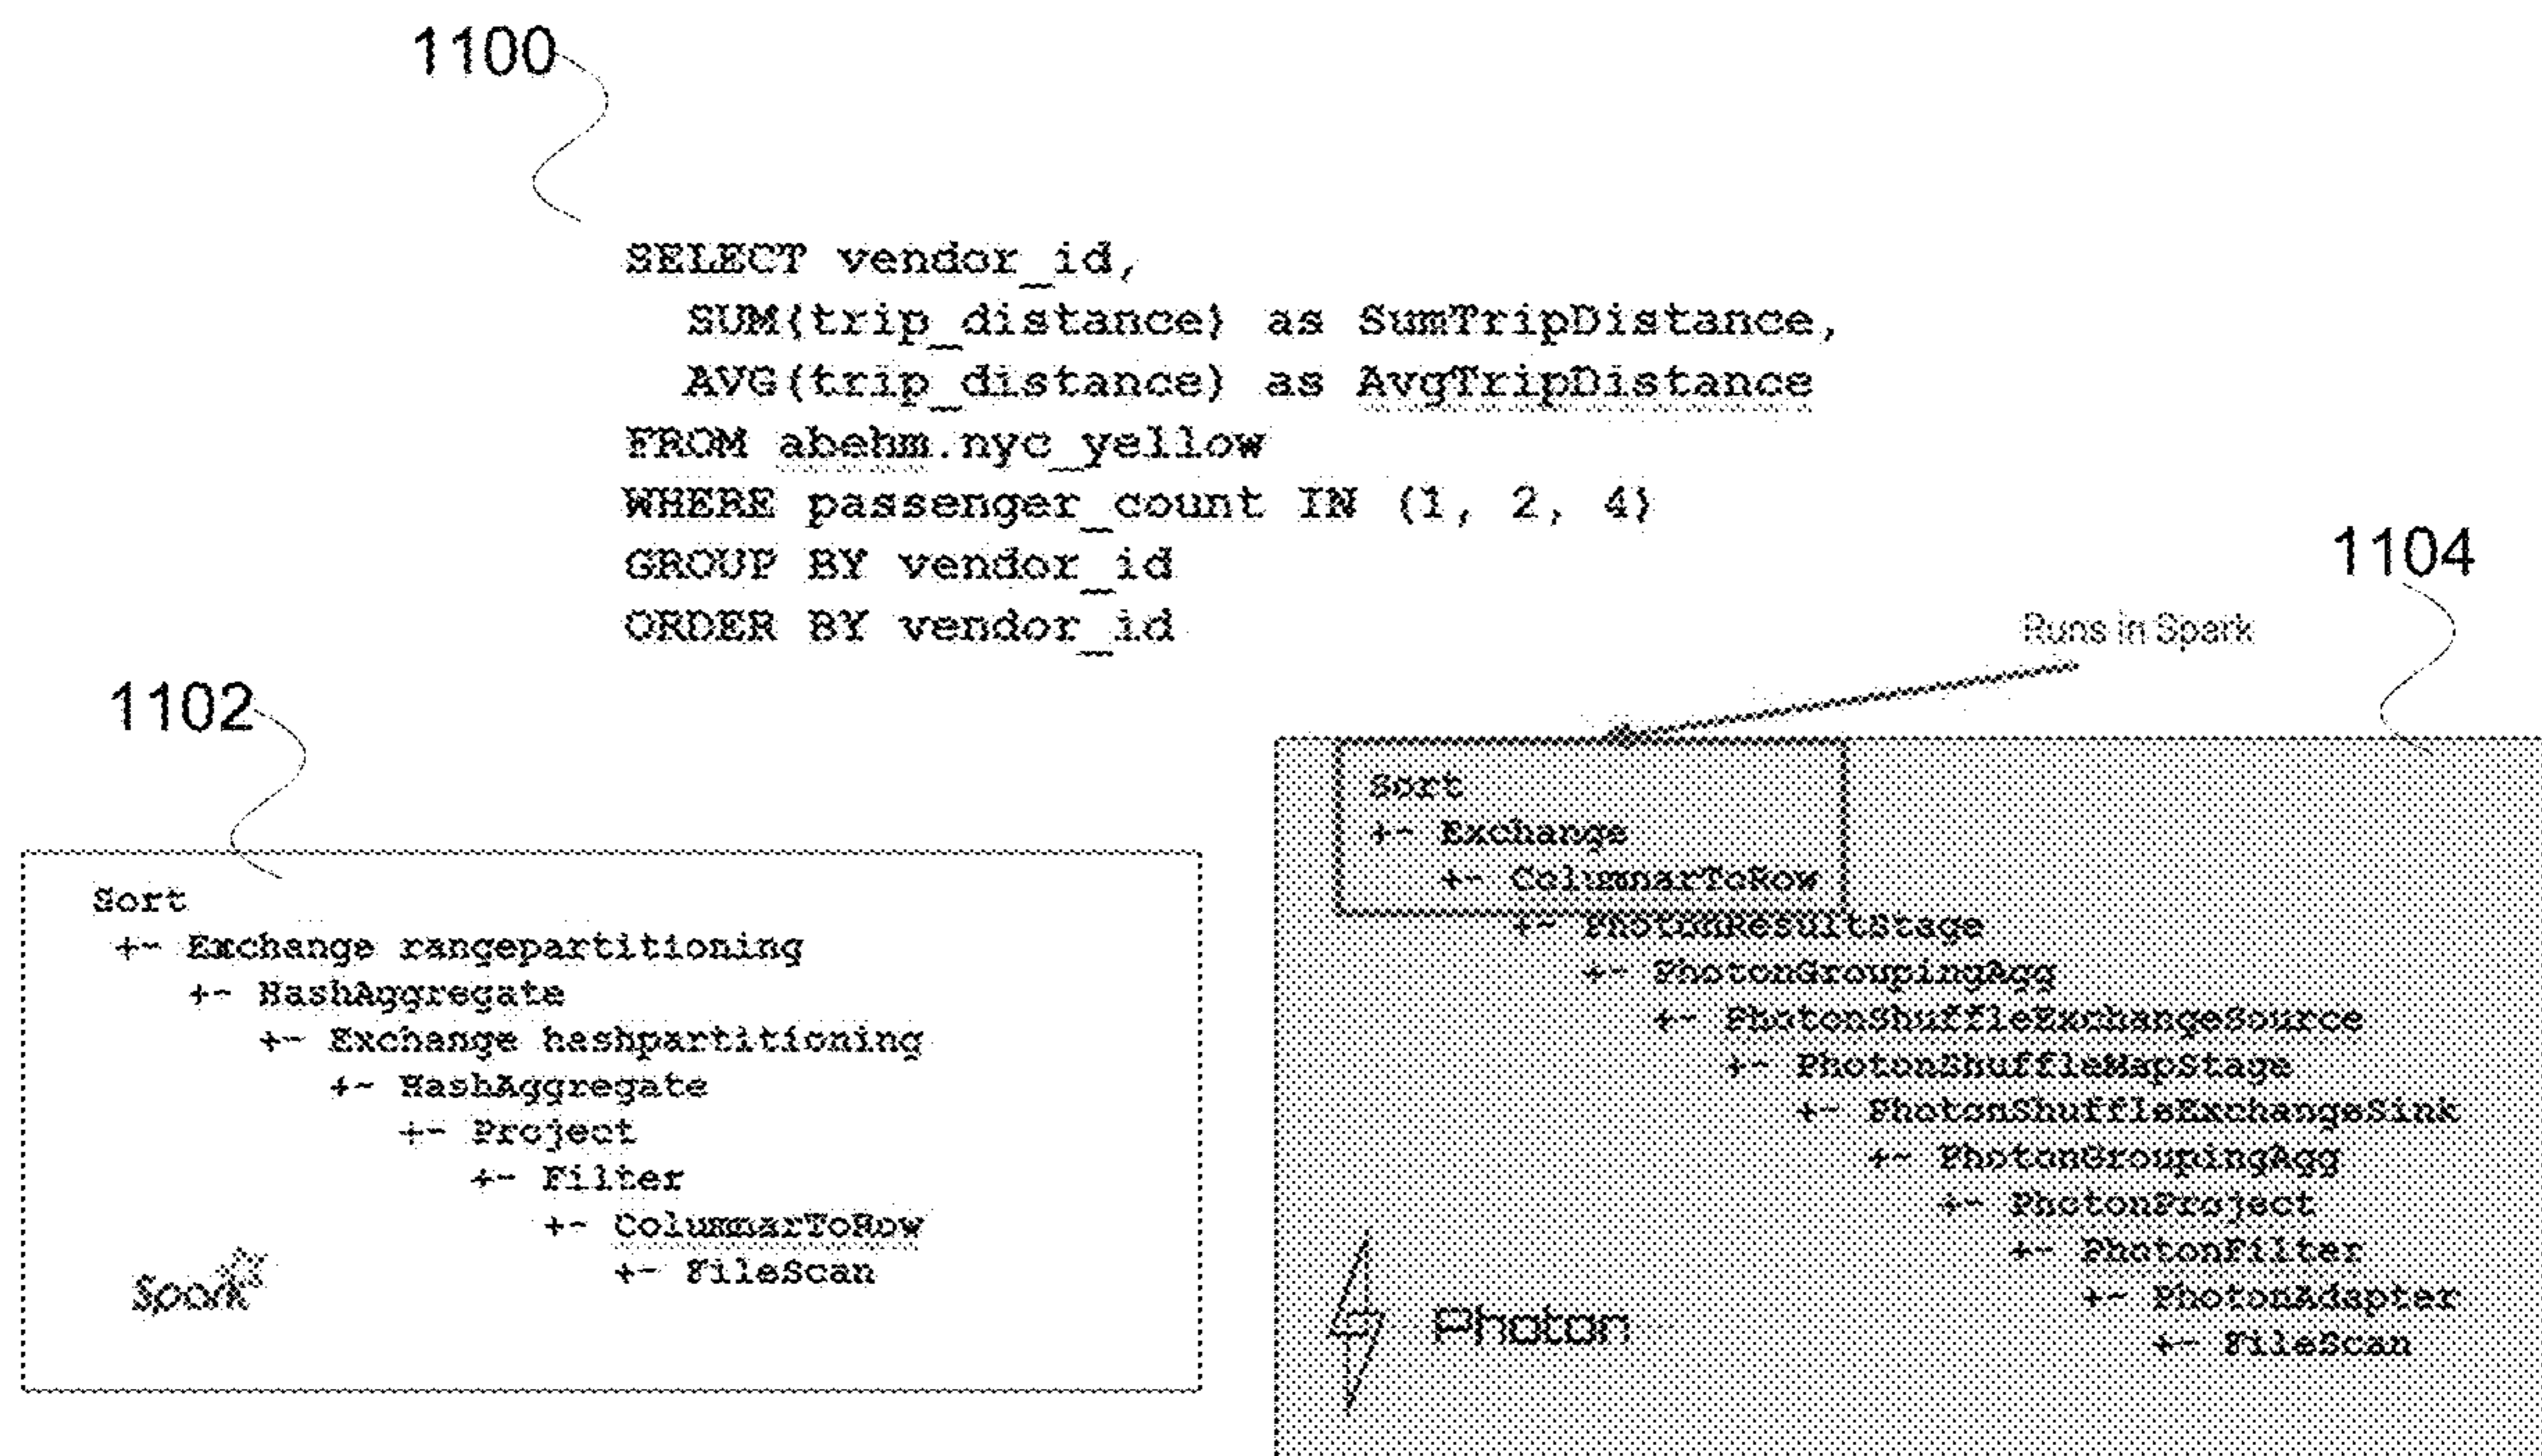 1100
SELECT vendor_id,
SUM(trip_distance) as SumTripDistance,
AVG(trip_distance) as AvgTripDistance
FROM abehm.nyc_yellow
WHERE passenger_count IN (1, 2, 4)
GROUP BY vendor_id
ORDER BY vendor_id
1102
Sort
+- Exchange rangepartitioning
+- HashAggregate
+- Exchange hashpartitioning
+- HashAggregate
+- Project
+- Filter
+- ColumnarToRow
+- FileScan
Spark
1104
Runs in Spark
Sort
+- Exchange
+- ColumnarToRow
+- PhotonResultStage
+- PhotonGroupingAgg
+- PhotonShuffleExchangeSource
+- PhotonShuffleMapStage
+- PhotonShuffleExchangeSink
+- PhotonGroupingAgg
+- PhotonProject
+- PhotonFilter
+- PhotonAdapter
+- FileScan
Photon